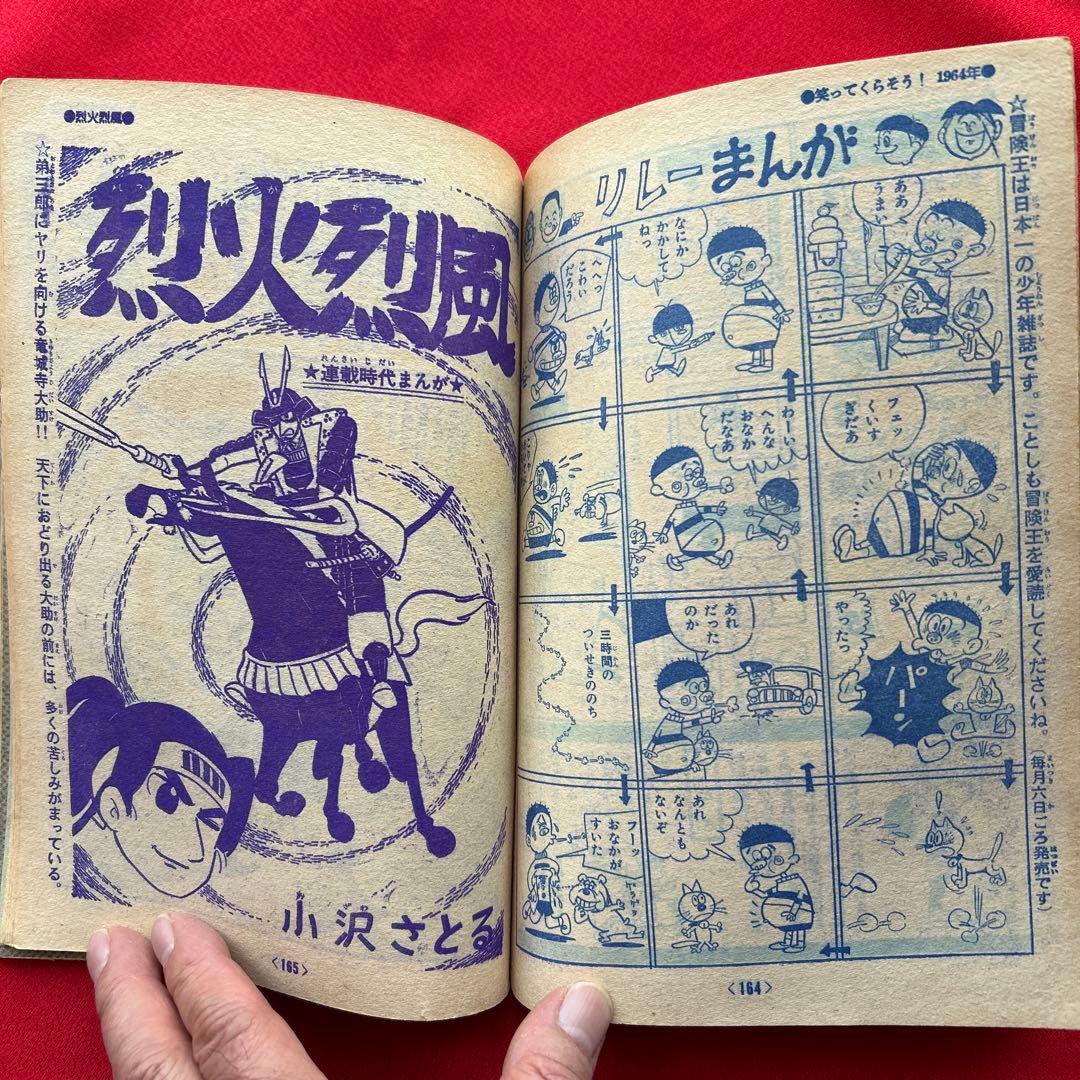 ●笑ってくらそう！ 1964年●
☆冒険王は日本一の少年雑誌です。ことしも冒険王を愛読してくださいね。（毎月六日ごろ発売です）
リレーまんが
ああ
うまい
フェッ
くいす
ぎだあ
やったっ
パーン
あれ
なんとも
ないぞ
あれ
だった
のか
わーい
へんな
おなか
だなあ
なにか
かかして
ねっ
へへっ
こわい
だろう
三時間の
ついせきののち
フーッ
おなかが
すいた
＜164＞
●烈火烈風●
烈火烈風
★連載時代まんが★
れんさいじだい
☆弟三郎にヤリを向ける竜城寺大助!! 天下におどり出る大助の前には、多くの苦しみがまっている。
小沢さとる
＜165＞